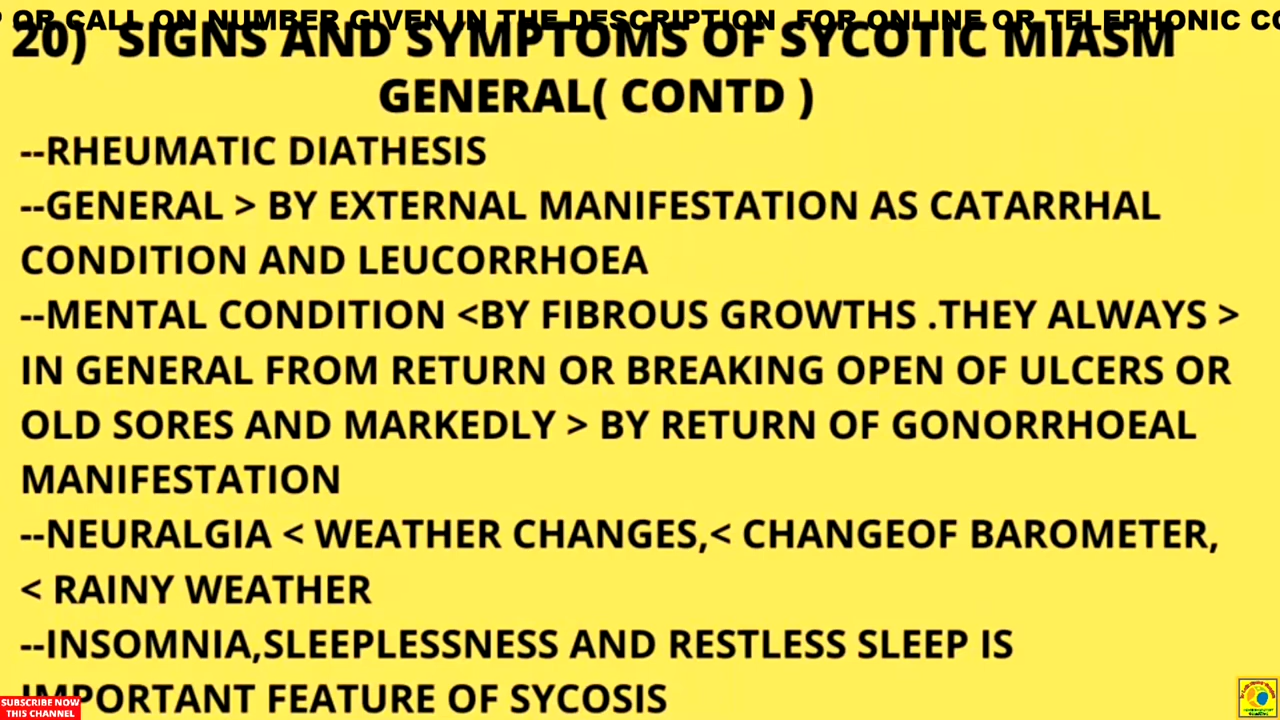 OR CALL ON NUMBER GIVEN IN THE DESCRIPTION FOR ONLINE OR TELEPHONIC
20) SIGNS AND SYMPTOMS OF SYCOTIC MIASM
GENERAL( CONTD )
--RHEUMATIC DIATHESIS
--GENERAL > BY EXTERNAL MANIFESTATION AS CATARRHAL
CONDITION AND LEUCORRHOEA
--MENTAL CONDITION <BY FIBROUS GROWTHS .THEY ALWAYS >
IN GENERAL FROM RETURN OR BREAKING OPEN OF ULCERS OR
OLD SORES AND MARKEDLY > BY RETURN OF GONORRHOEAL
MANIFESTATION
--NEURALGIA < WEATHER CHANGES,< CHANGEOF BAROMETER,
< RAINY WEATHER
--INSOMNIA,SLEEPLESSNESS AND RESTLESS SLEEP IS
IMPORTANT FEATURE OF SYCOSIS
SUBSCRIBE NOW
THIS CHANNEL